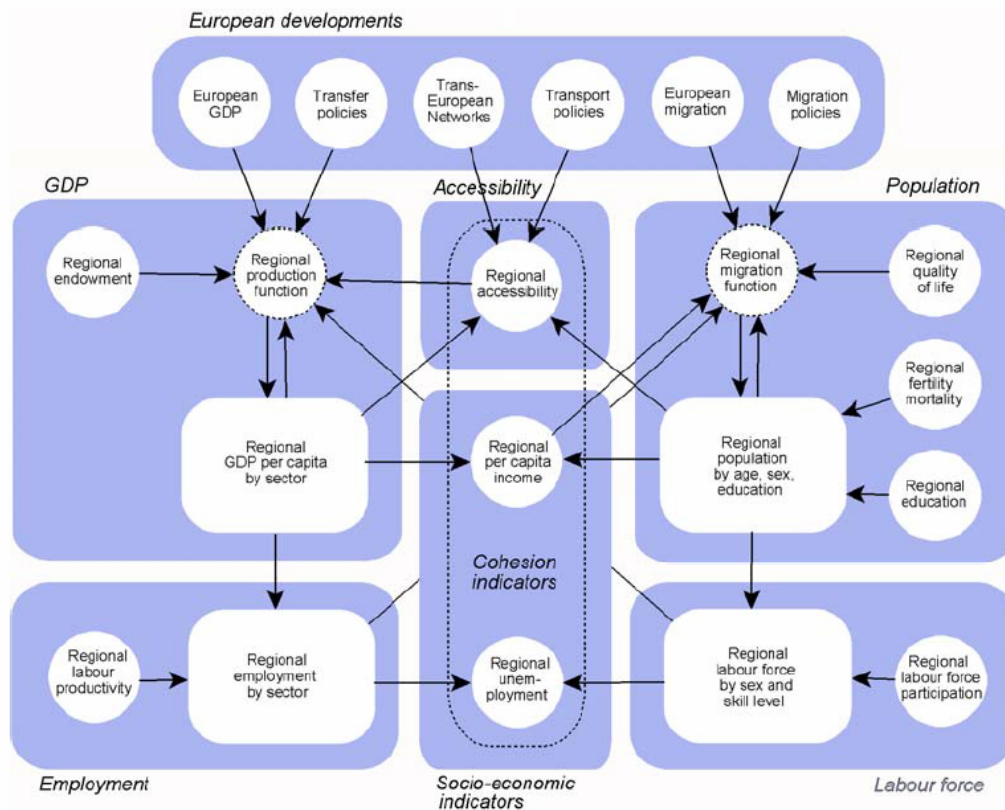 European developments
European
GDP
Transfer
policies
Trans-
European
Networks
Transport
policies
European
migration
Migration
policies
GDP
Accessibility
Population
Regional
endowment
Regional
production
function
Regional
accessibility
Regional
migration
function
Regional
quality
of life
Regional
fertility
mortality
Regional
GDP per capita
by sector
Regional
per capita
income
Regional
population
by age, sex,
education
Regional
education
Cohesion
indicators
Regional
labour
productivity
Regional
employment
by sector
Regional
unem-
ployment
Regional
labour force
by sex and
skill level
Regional
labour force
participation
Employment
Socio-economic
indicators
Labour force